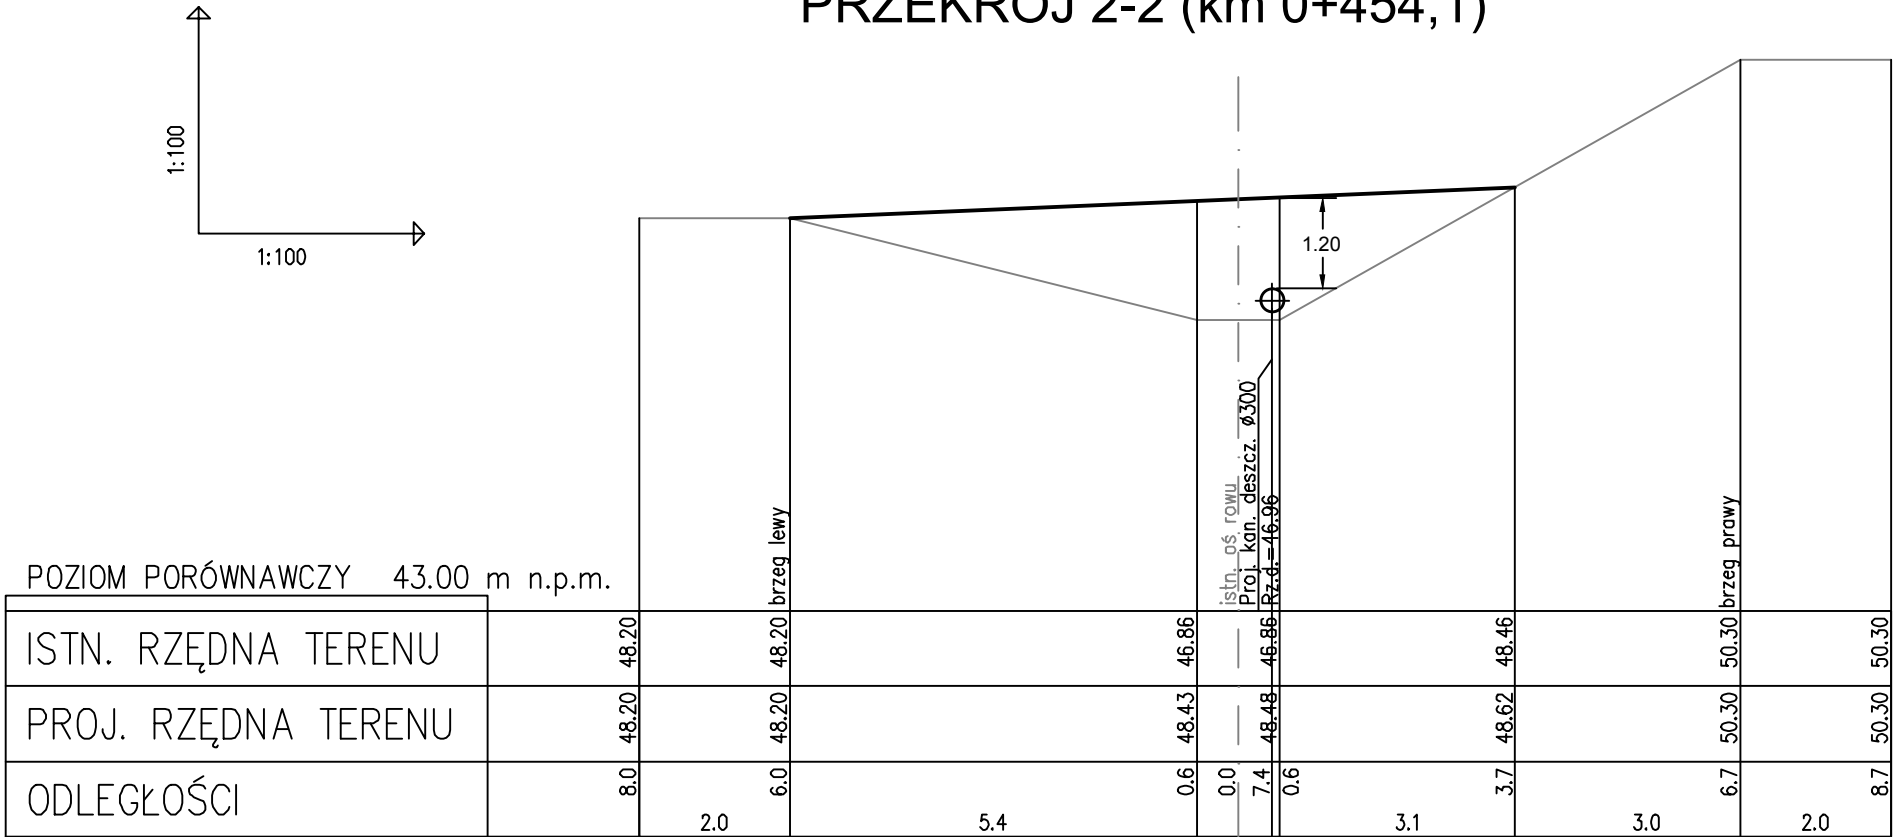 PRZEKRÓJ 2-2 (km 0+454,1)
1:100
1:100
1.20
brzeg lewy
istn. oś rowu
Proj. kan. deszcz. ø300
Rz.d.=46.96
brzeg prawy
POZIOM PORÓWNAWCZY 43.00 m n.p.m.
ISTN. RZĘDNA TERENU 48.20 48.20 46.86 46.86 48.46 50.30 50.30
PROJ. RZĘDNA TERENU 48.20 48.20 48.43 48.48 48.62 50.30 50.30
ODLEGŁOŚCI 8.0 6.0 0.6 0.0 7.4 0.6 3.7 6.7 8.7
2.0 5.4 3.1 3.0 2.0